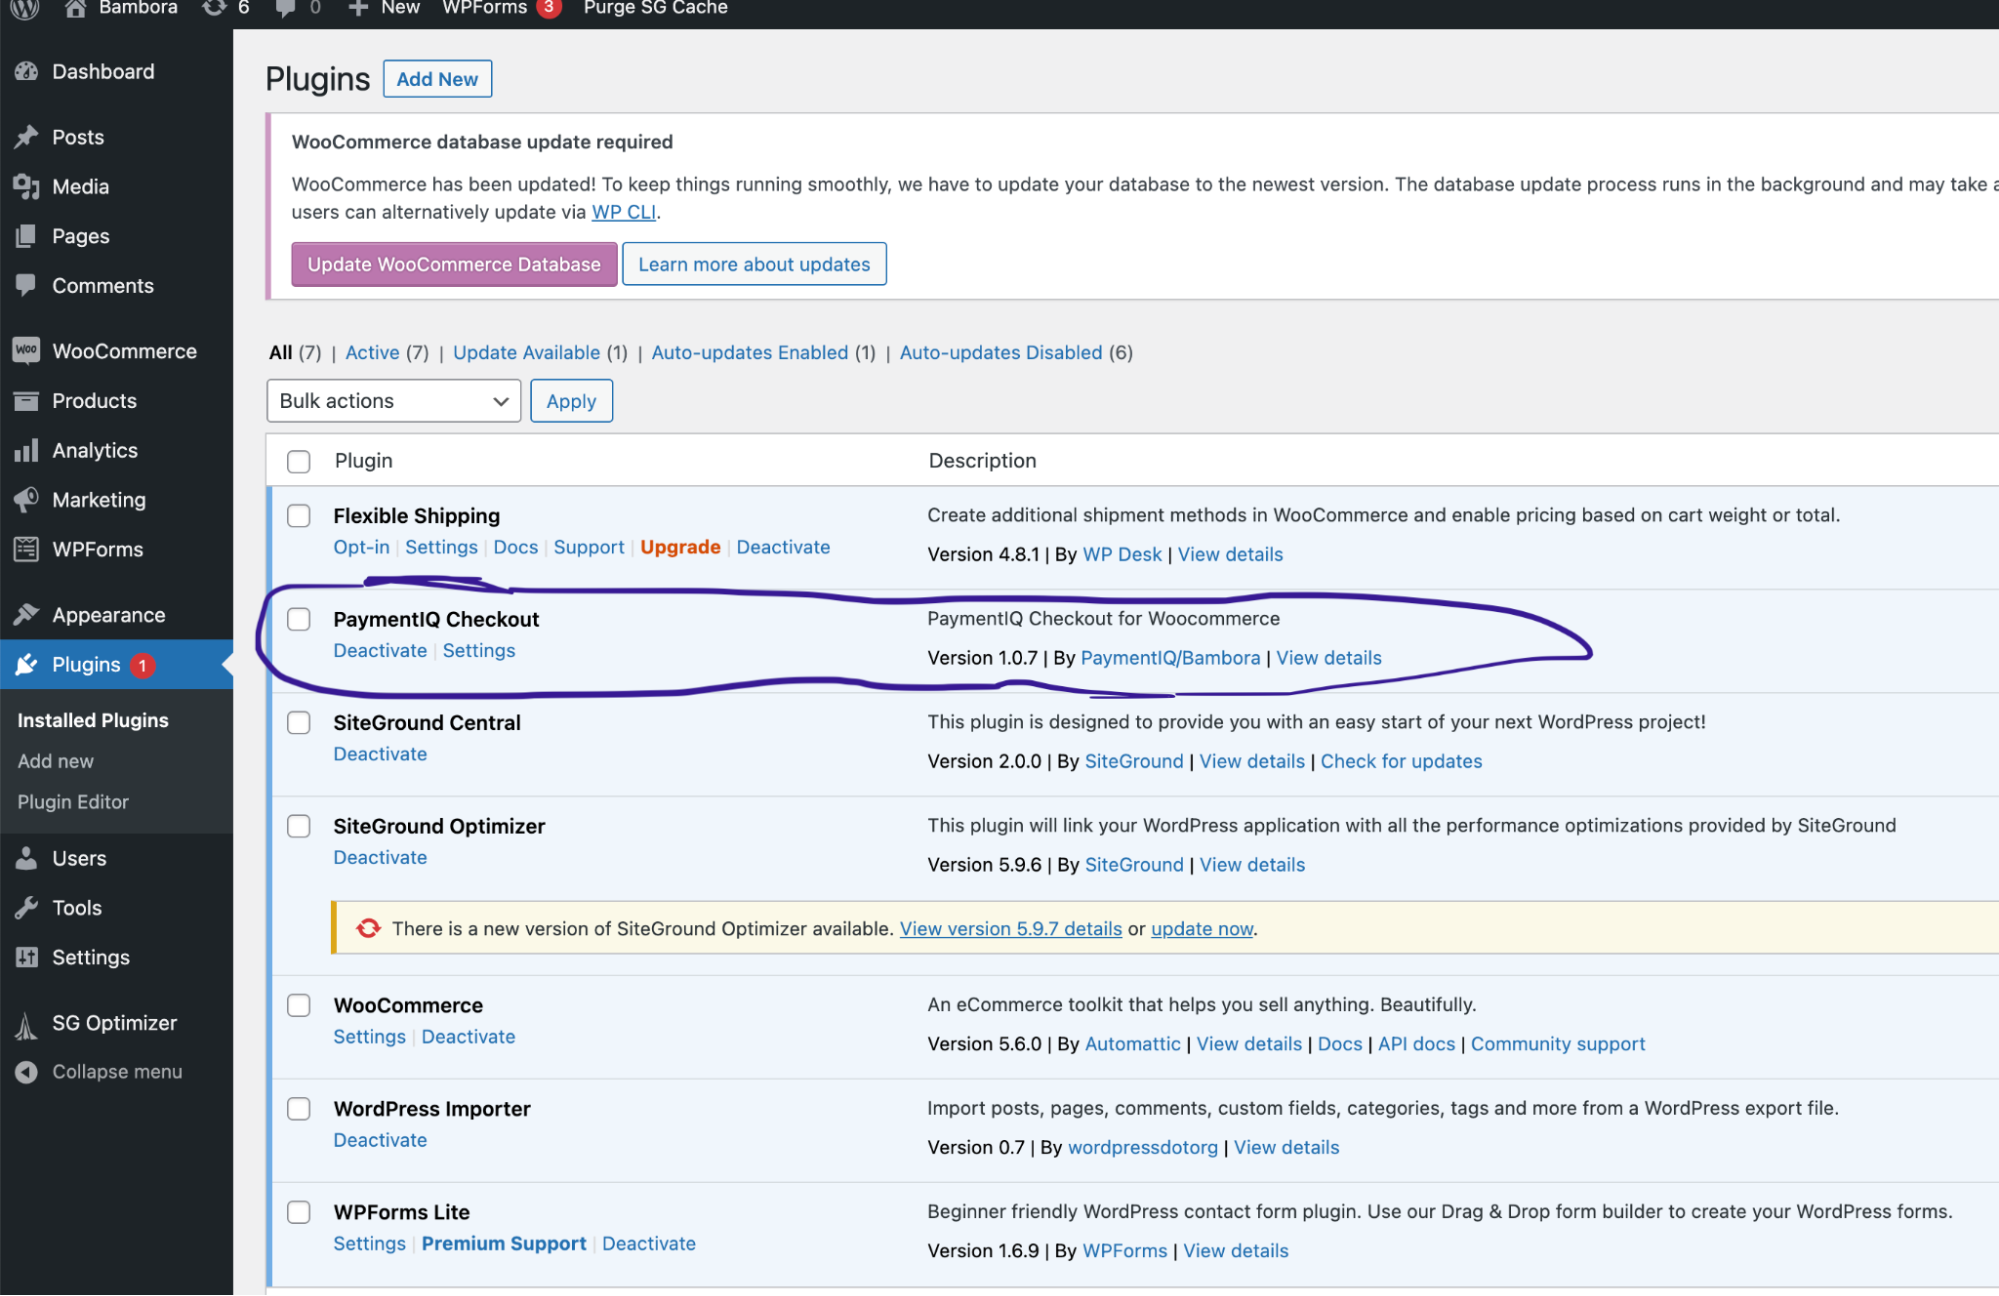 Bambora 6 0 New WPForms 3 Purge SG Cache
Dashboard
Posts
Media
Pages
Comments
WOO WooCommerce
Products
Analytics
Marketing
WPForms
Appearance
Plugins 1
Installed Plugins
Add new
Plugin Editor
Users
Tools
Settings
SG Optimizer
Collapse menu
Plugins Add New
WooCommerce database update required
WooCommerce has been updated! To keep things running smoothly, we have to update your database to the newest version. The database update process runs in the background and may take a
users can alternatively update via WP CLI.
Update WooCommerce Database Learn more about updates
All (7) | Active (7) | Update Available (1) | Auto-updates Enabled (1) | Auto-updates Disabled (6)
Bulk actions Apply
Plugin Description
Flexible Shipping
Opt-in | Settings | Docs | Support | Upgrade | Deactivate
Create additional shipment methods in WooCommerce and enable pricing based on cart weight or total.
Version 4.8.1 | By WP Desk | View details
PaymentIQ Checkout
Deactivate | Settings
PaymentIQ Checkout for Woocommerce
Version 1.0.7 | By PaymentIQ/Bambora | View details
SiteGround Central
Deactivate
This plugin is designed to provide you with an easy start of your next WordPress project!
Version 2.0.0 | By SiteGround | View details | Check for updates
SiteGround Optimizer
Deactivate
This plugin will link your WordPress application with all the performance optimizations provided by SiteGround
Version 5.9.6 | By SiteGround | View details
There is a new version of SiteGround Optimizer available. View version 5.9.7 details or update now.
WooCommerce
Settings | Deactivate
An eCommerce toolkit that helps you sell anything. Beautifully.
Version 5.6.0 | By Automattic | View details | Docs | API docs | Community support
WordPress Importer
Deactivate
Import posts, pages, comments, custom fields, categories, tags and more from a WordPress export file.
Version 0.7 | By wordpressdotorg | View details
WPForms Lite
Settings | Premium Support | Deactivate
Beginner friendly WordPress contact form plugin. Use our Drag & Drop form builder to create your WordPress forms.
Version 1.6.9 | By WPForms | View details